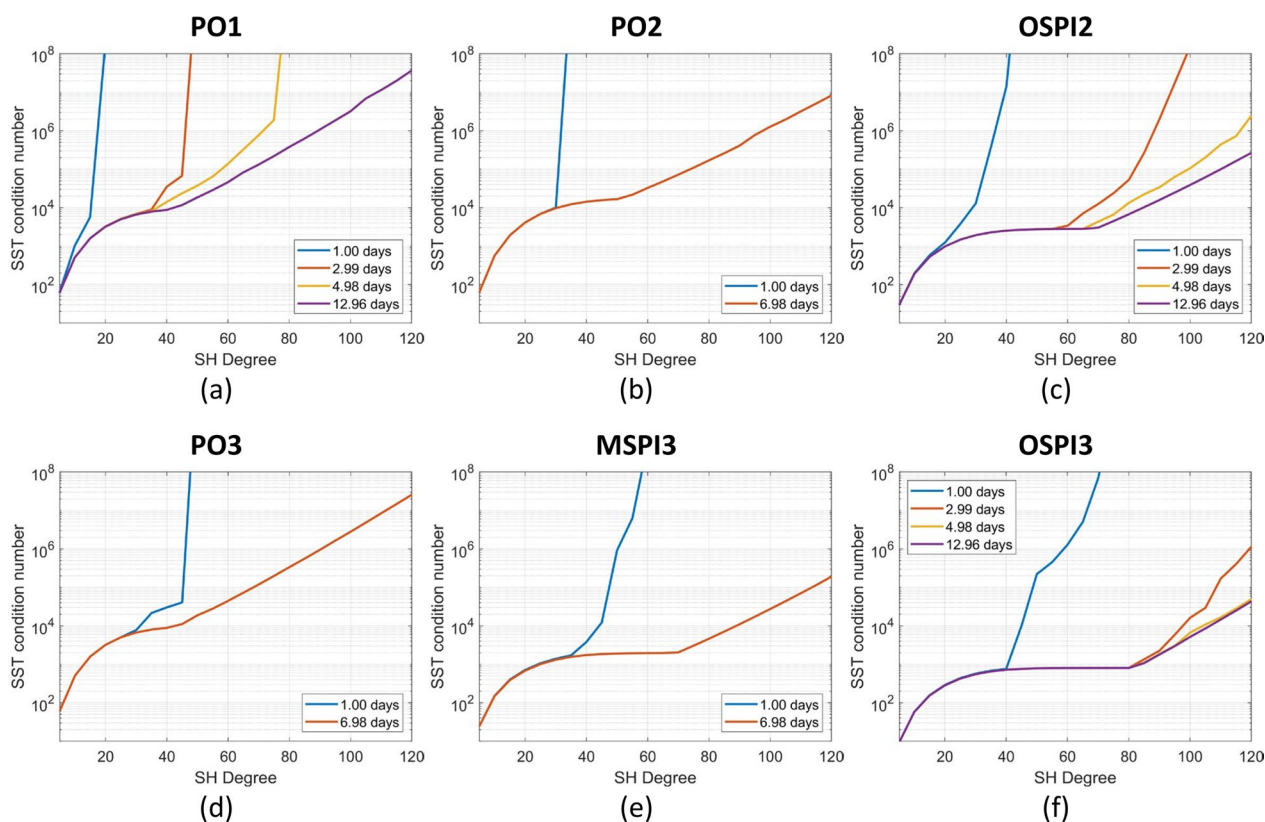 PO1
PO2
OSPI2
SST condition number
10^8
10^6
10^4
10^2
20 40 60 80 100 120
SH Degree
1.00 days
2.99 days
4.98 days
12.96 days
(a)
SST condition number
10^8
10^6
10^4
10^2
20 40 60 80 100 120
SH Degree
1.00 days
6.98 days
(b)
SST condition number
10^8
10^6
10^4
10^2
20 40 60 80 100 120
SH Degree
1.00 days
2.99 days
4.98 days
12.96 days
(c)
PO3
MSPI3
OSPI3
SST condition number
10^8
10^6
10^4
10^2
20 40 60 80 100 120
SH Degree
1.00 days
6.98 days
(d)
SST condition number
10^8
10^6
10^4
10^2
20 40 60 80 100 120
SH Degree
1.00 days
6.98 days
(e)
SST condition number
10^8
10^6
10^4
10^2
20 40 60 80 100 120
SH Degree
1.00 days
2.99 days
4.98 days
12.96 days
(f)